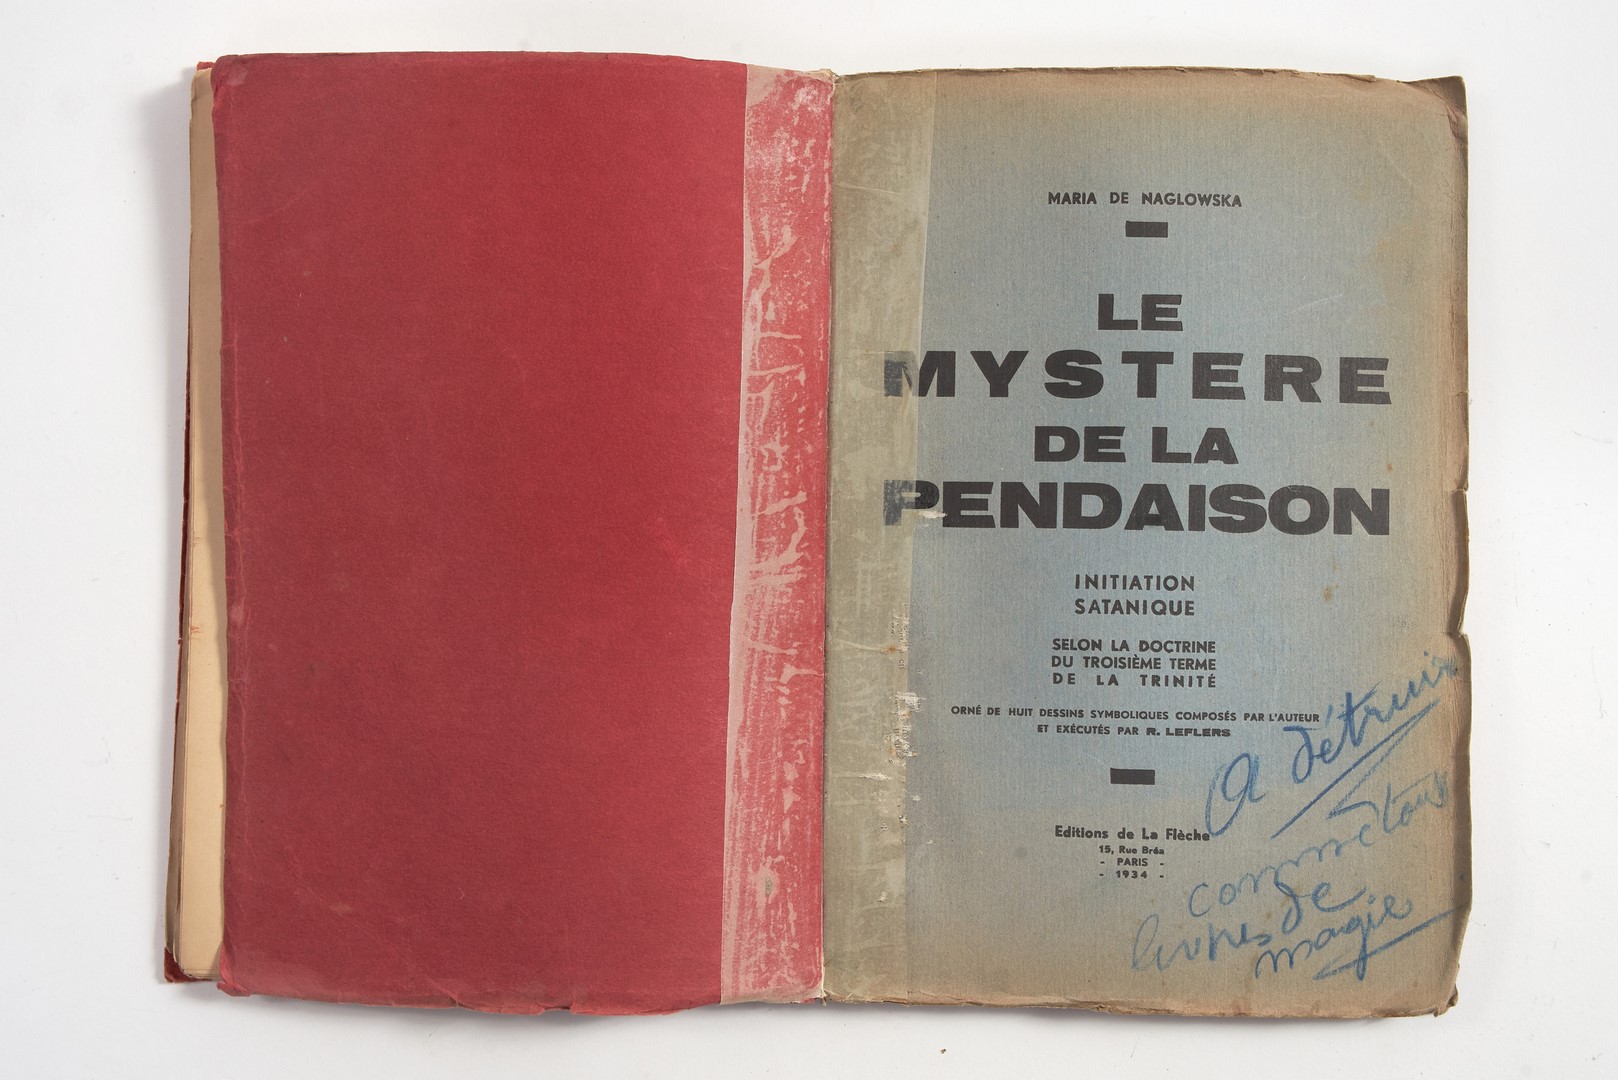 MARIA DE NAGLOWSKA
LE
MYSTERE
DE LA
PENDAISON
INITIATION
SATANIQUE
SELON LA DOCTRINE
DU TROISIÈME TERME
DE LA TRINITÉ
ORNÉ DE HUIT DESSINS SYMBOLIQUES COMPOSÉS PAR L'AUTEUR
ET EXÉCUTÉS PAR R. LEFLERS
Editions de La Flèche
15, Rue Bréa
- PARIS -
- 1934 -
A détruire
comme tous
livres de
magie